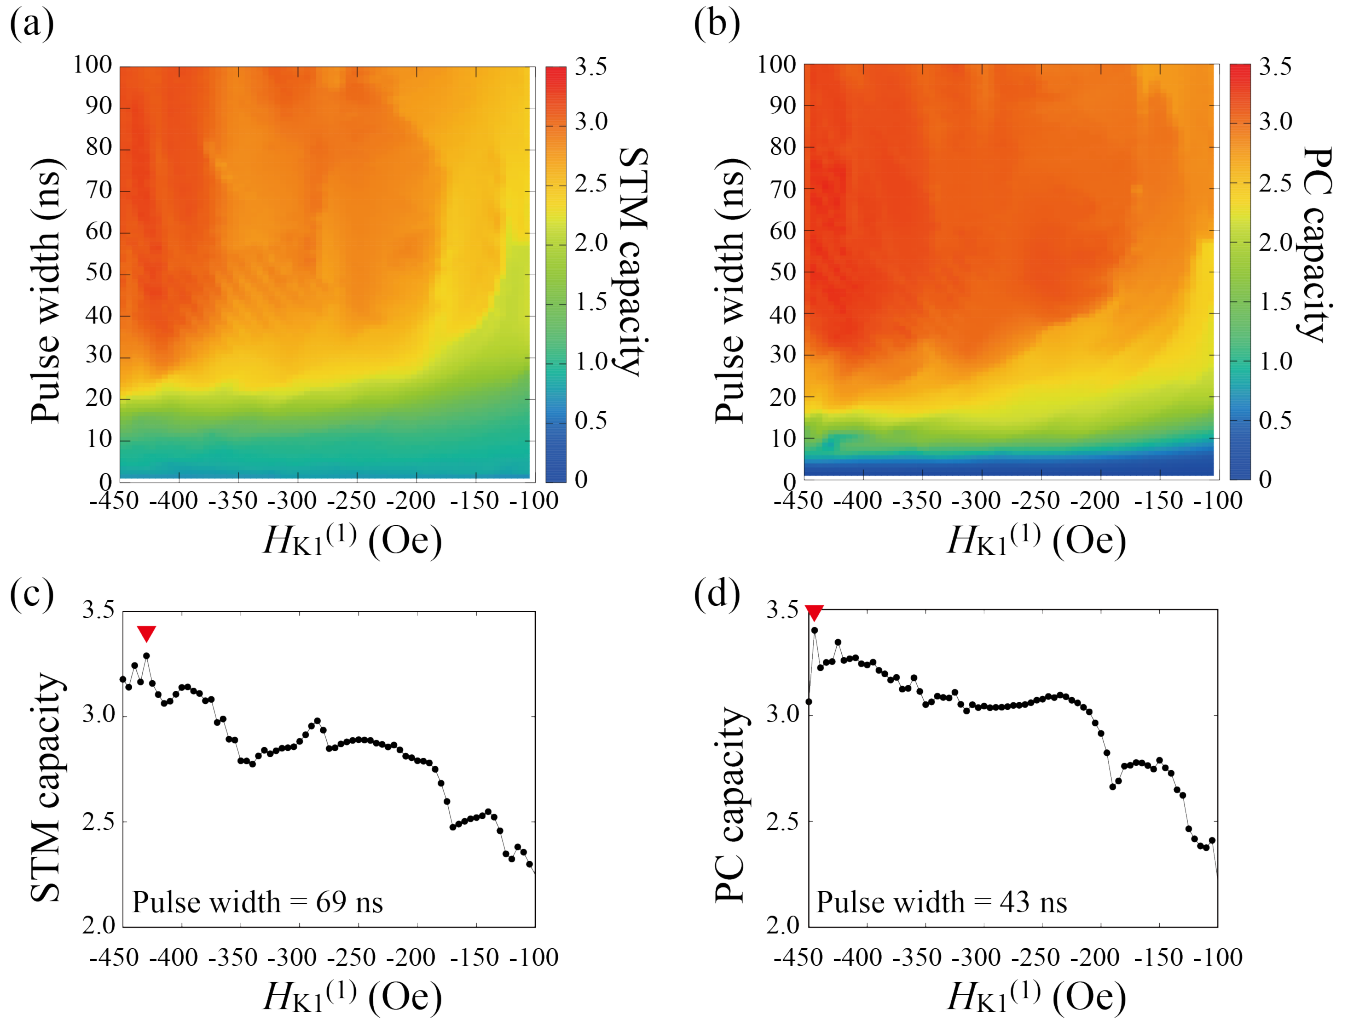 (a)
100
90
80
70
60
50
40
30
20
10
0
Pulse width (ns)
-450 -400 -350 -300 -250 -200 -150 -100
HK1(1) (Oe)
3.5
3.0
2.5
2.0
1.5
1.0
0.5
0
STM capacity
(b)
100
90
80
70
60
50
40
30
20
10
0
Pulse width (ns)
-450 -400 -350 -300 -250 -200 -150 -100
HK1(1) (Oe)
3.5
3.0
2.5
2.0
1.5
1.0
0.5
0
PC capacity
(c)
3.5
3.0
2.5
2.0
STM capacity
Pulse width = 69 ns
-450 -400 -350 -300 -250 -200 -150 -100
HK1(1) (Oe)
(d)
3.5
3.0
2.5
2.0
PC capacity
Pulse width = 43 ns
-450 -400 -350 -300 -250 -200 -150 -100
HK1(1) (Oe)